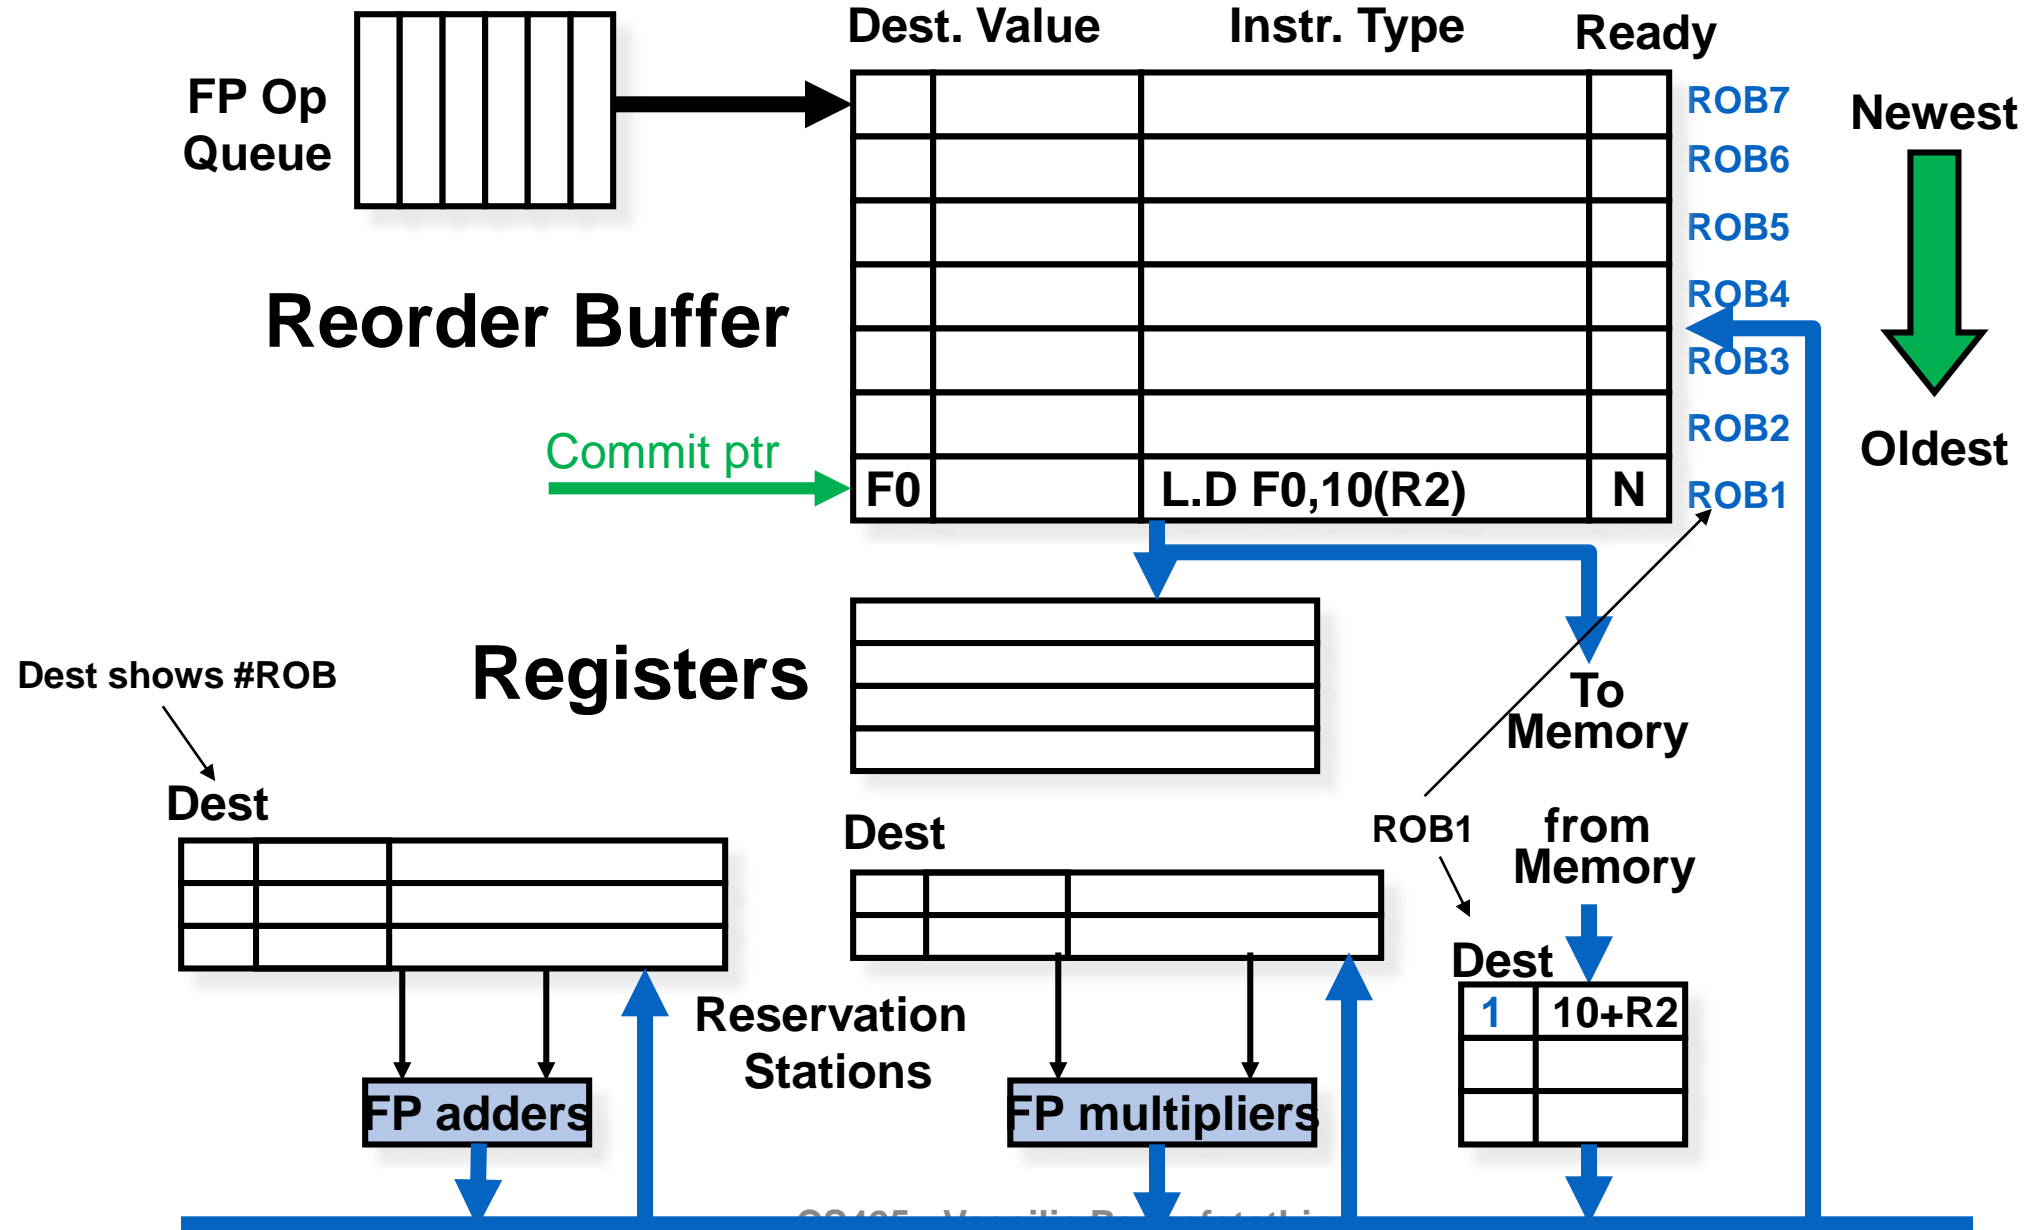 Dest. Value Instr. Type Ready
FP Op
Queue
ROB7
Newest
ROB6
ROB5
Reorder Buffer
ROB4
ROB3
Commit ptr
ROB2
Oldest
F0 L.D F0,10(R2) N ROB1
Registers
Dest shows #ROB
To
Memory
Dest
Dest
ROB1
from
Memory
Dest
1 10+R2
Reservation
Stations
FP adders
FP multipliers